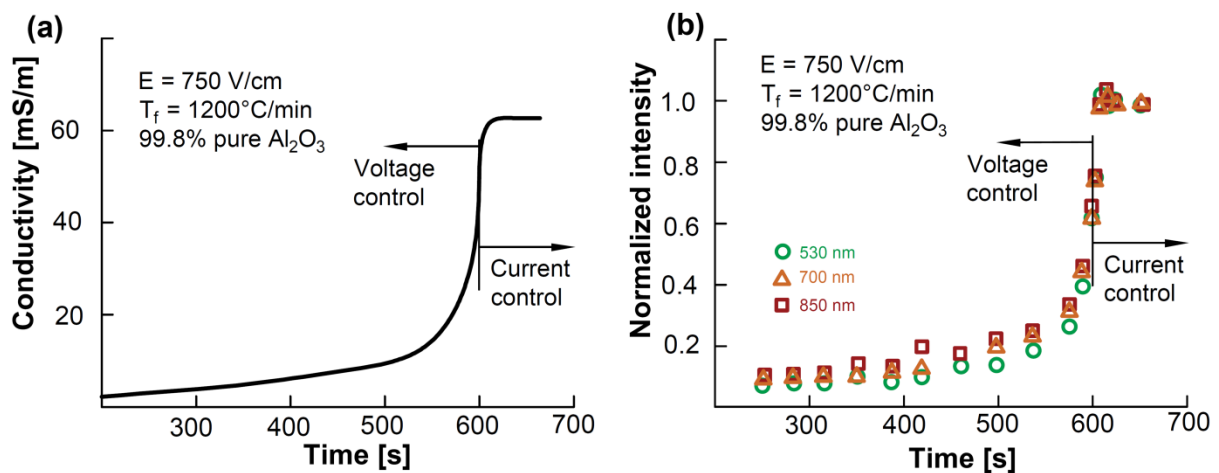 (a)
Conductivity [mS/m]
60
40
20
E = 750 V/cm
T_f = 1200°C/min
99.8% pure Al₂O₃
Voltage
control
Current
control
300 400 500 600 700
Time [s]
(b)
Normalized intensity
1.0
0.8
0.6
0.4
0.2
E = 750 V/cm
T_f = 1200°C/min
99.8% pure Al₂O₃
Voltage
control
530 nm
700 nm
850 nm
Current
control
300 400 500 600 700
Time [s]